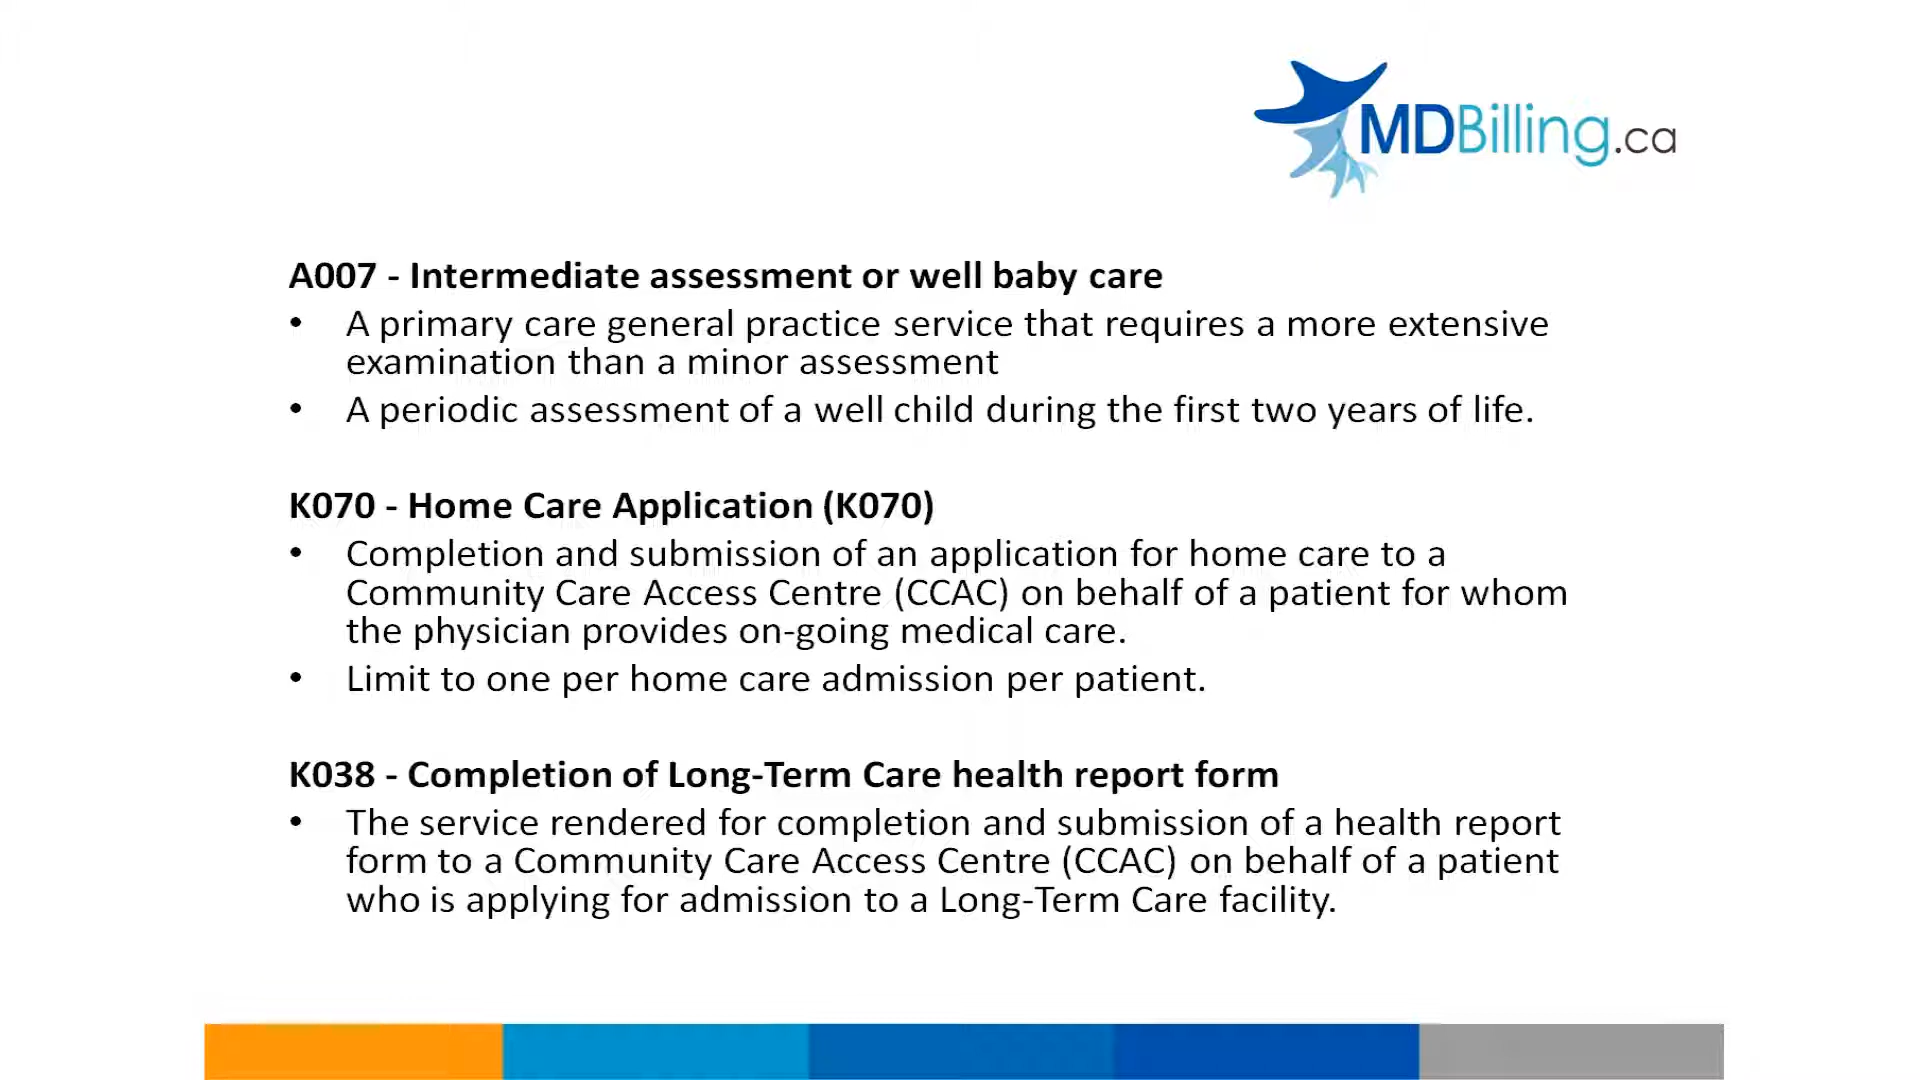 MDBilling.ca
A007 - Intermediate assessment or well baby care
• A primary care general practice service that requires a more extensive
examination than a minor assessment
• A periodic assessment of a well child during the first two years of life.
K070 - Home Care Application (K070)
• Completion and submission of an application for home care to a
Community Care Access Centre (CCAC) on behalf of a patient for whom
the physician provides on-going medical care.
• Limit to one per home care admission per patient.
K038 - Completion of Long-Term Care health report form
• The service rendered for completion and submission of a health report
form to a Community Care Access Centre (CCAC) on behalf of a patient
who is applying for admission to a Long-Term Care facility.